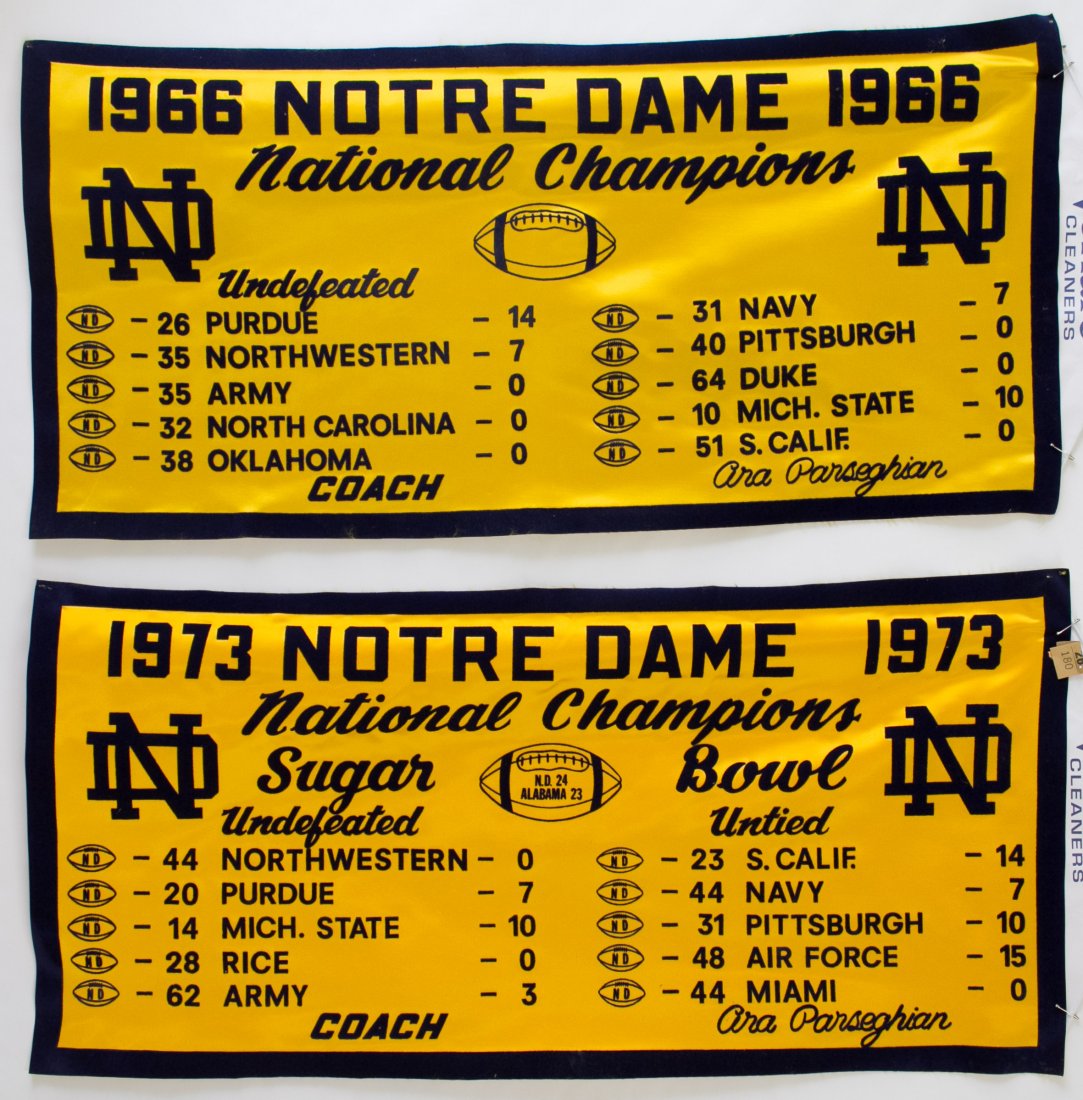 1966 NOTRE DAME 1966
National Champions
ND ND
Undefeated
ND - 26 PURDUE - 14
ND - 35 NORTHWESTERN - 7
ND - 35 ARMY - 0
ND - 32 NORTH CAROLINA - 0
ND - 38 OKLAHOMA - 0
ND - 31 NAVY - 7
ND - 40 PITTSBURGH - 0
ND - 64 DUKE - 0
ND - 10 MICH. STATE - 10
ND - 51 S. CALIF. - 0
COACH Ara Parseghian
CLEANERS
1973 NOTRE DAME 1973
National Champions
ND ND
Sugar Bowl
N.D. 24
ALABAMA 23
Undefeated Untied
ND - 44 NORTHWESTERN - 0
ND - 20 PURDUE - 7
ND - 14 MICH. STATE - 10
ND - 28 RICE - 0
ND - 62 ARMY - 3
ND - 23 S. CALIF. - 14
ND - 44 NAVY - 7
ND - 31 PITTSBURGH - 10
ND - 48 AIR FORCE - 15
ND - 44 MIAMI - 0
COACH Ara Parseghian
180
CLEANERS